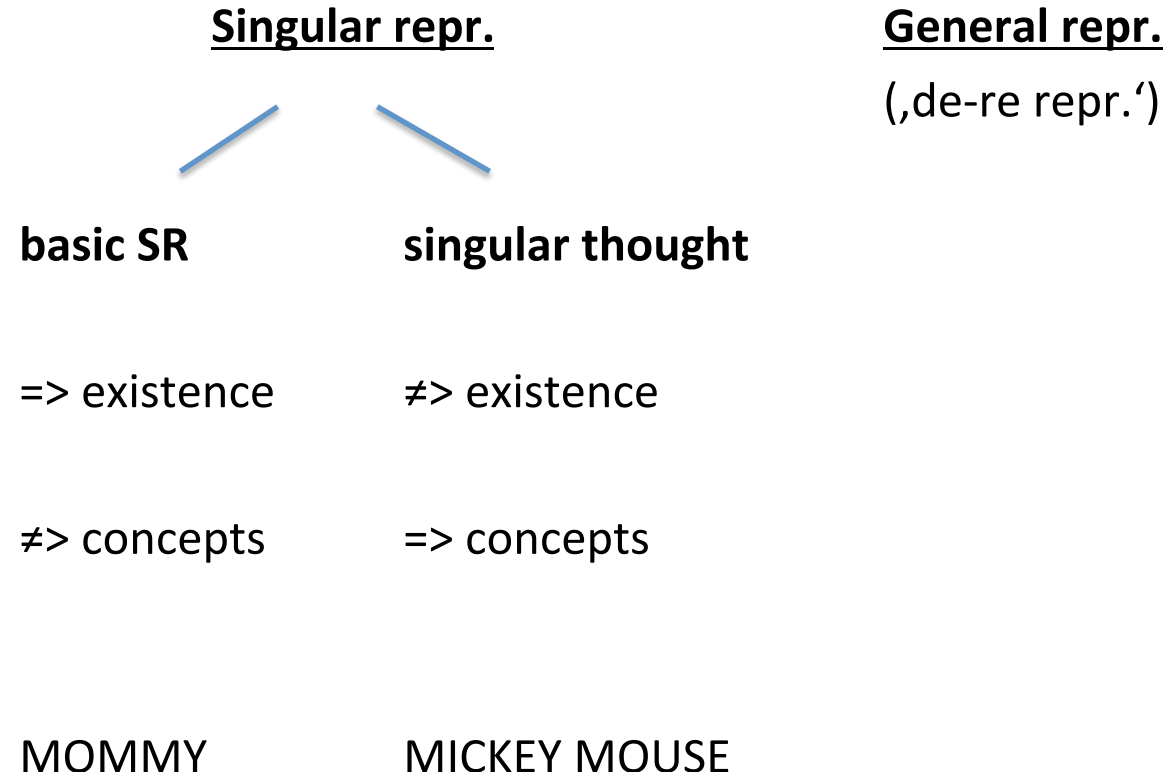 Singular repr. General repr.
(‚de-re repr.‘)
basic SR singular thought
=> existence ≠> existence
≠> concepts => concepts
MOMMY MICKEY MOUSE